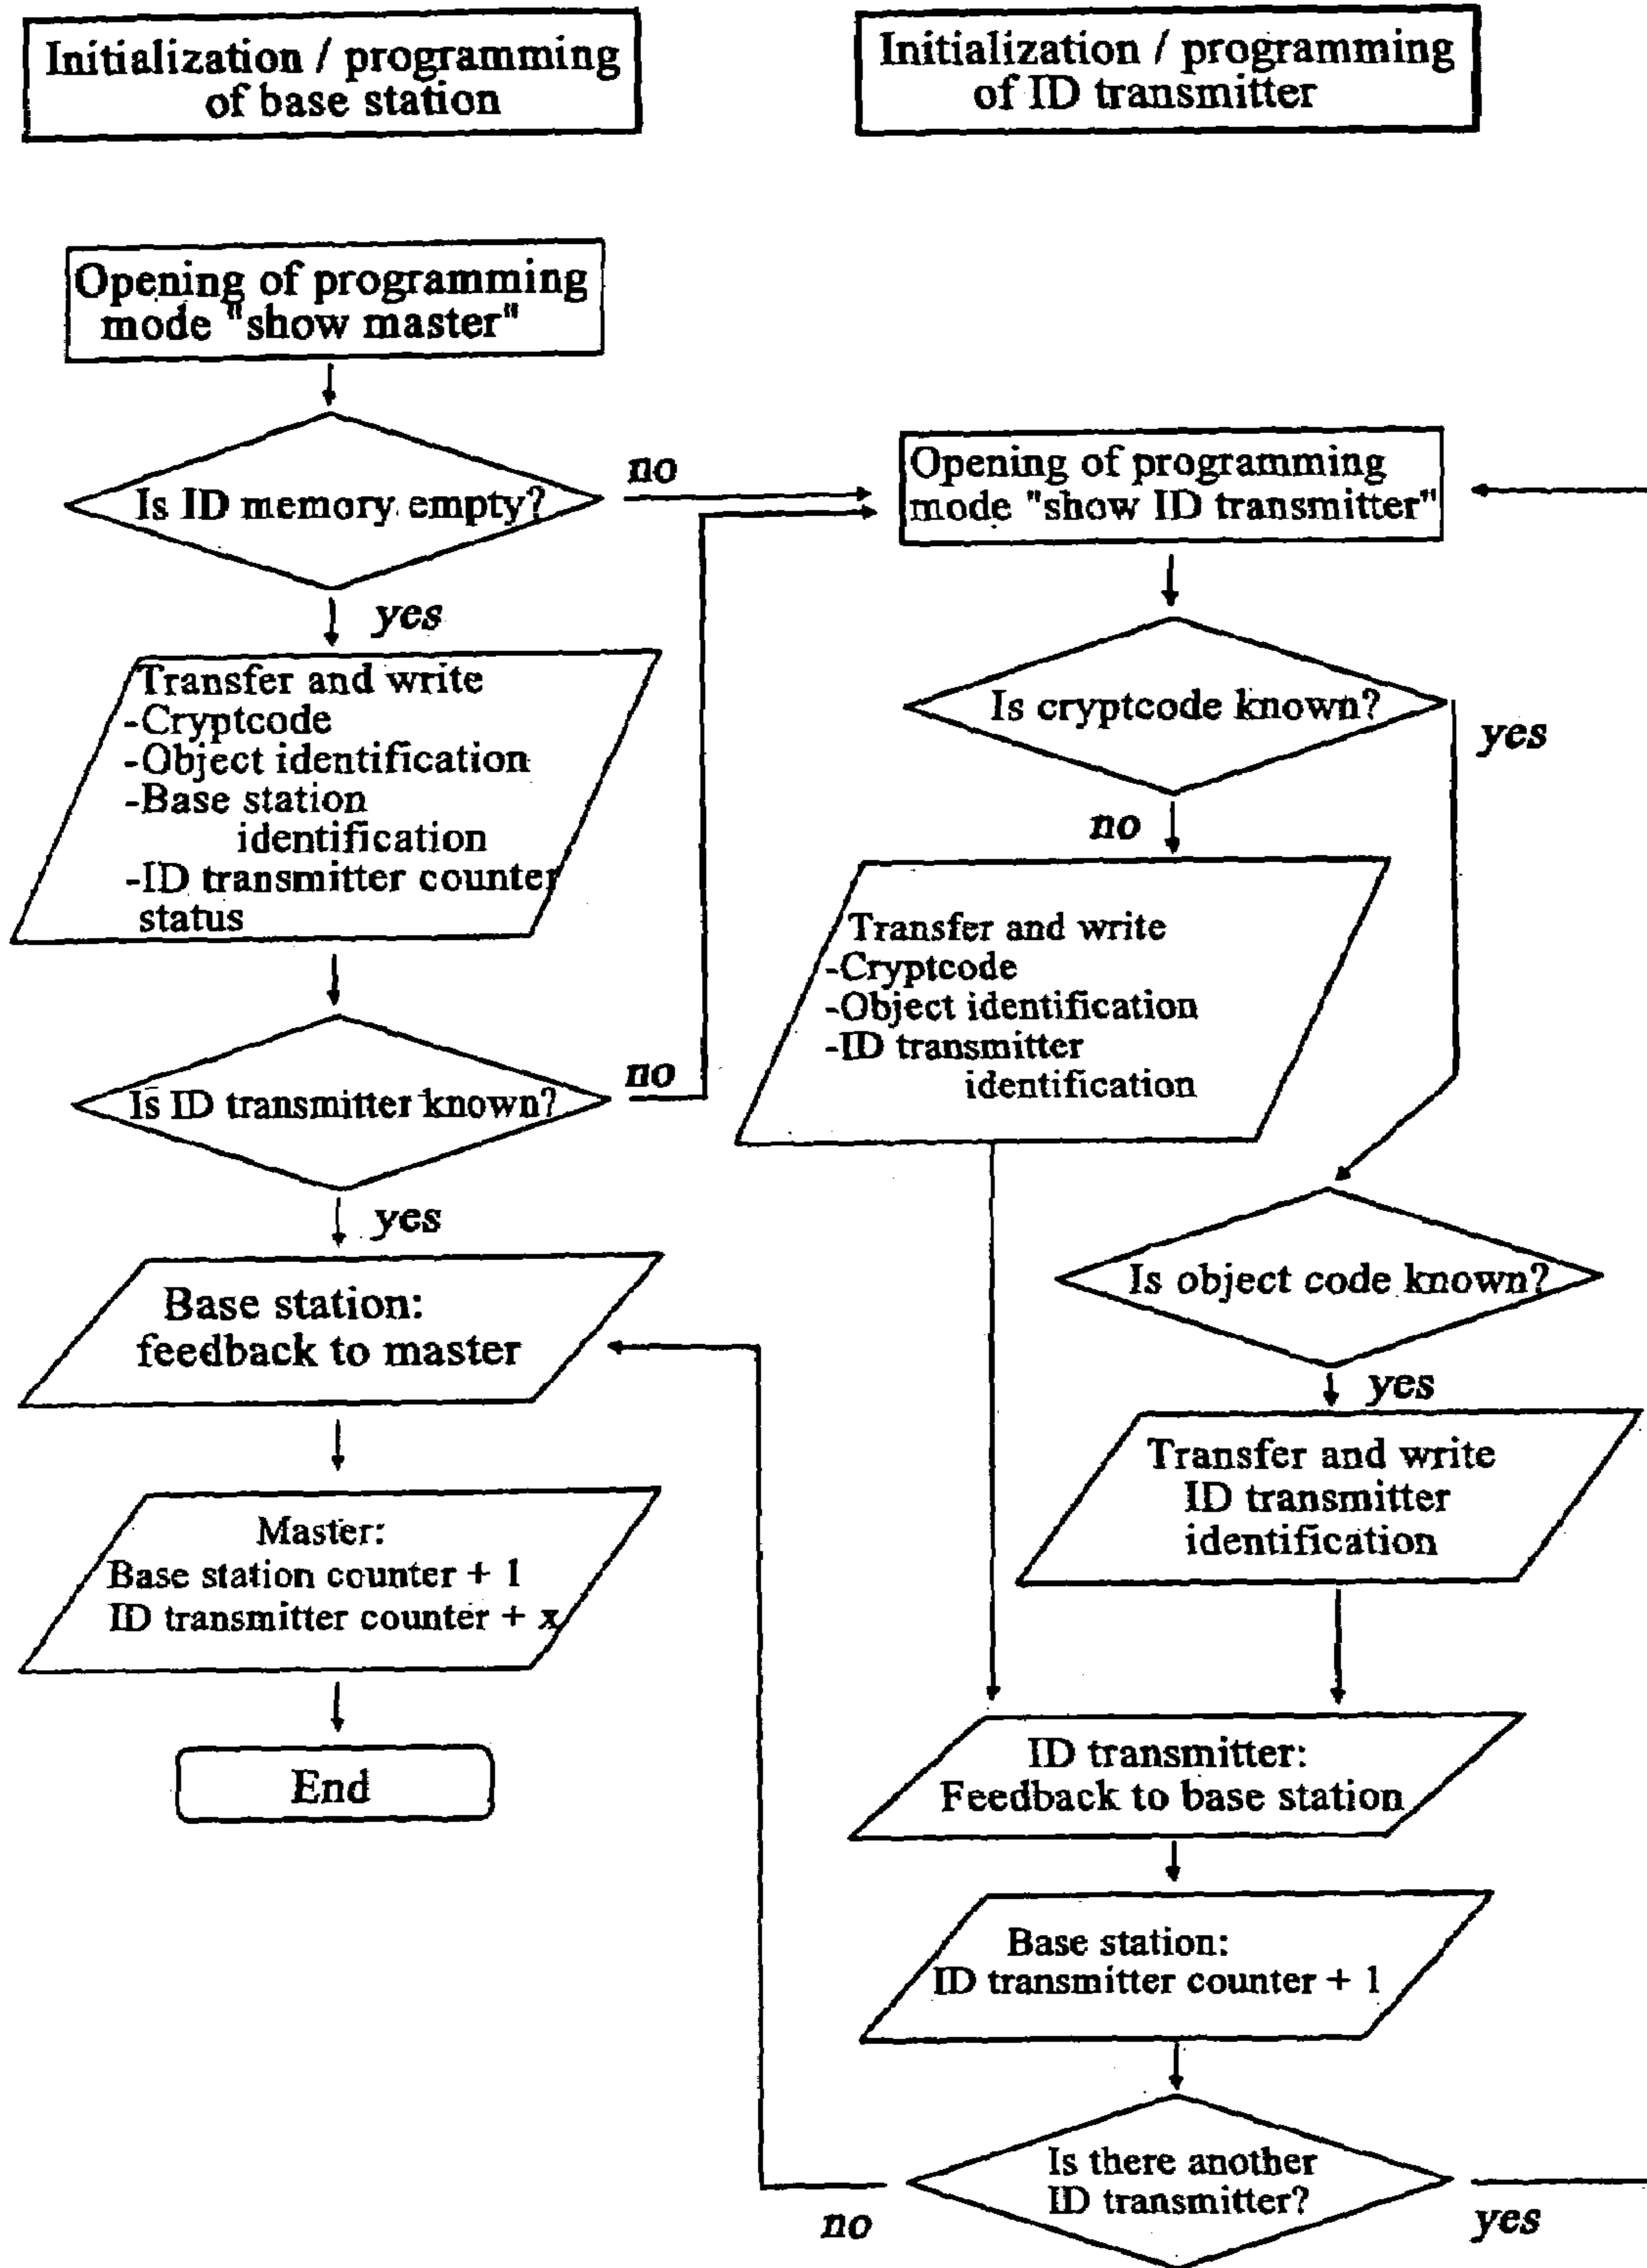 Initialization / programming
of base station
Initialization / programming
of ID transmitter
Opening of programming
mode "show master"
Is ID memory empty?
no
yes
Transfer and write
-Cryptcode
-Object identification
-Base station
identification
-ID transmitter counter
status
Is ID transmitter known?
no
yes
Base station:
feedback to master
Master:
Base station counter + 1
ID transmitter counter + x
End
Opening of programming
mode "show ID transmitter"
Is cryptcode known?
yes
no
Transfer and write
-Cryptcode
-Object identification
-ID transmitter
identification
Is object code known?
yes
Transfer and write
ID transmitter
identification
ID transmitter:
Feedback to base station
Base station:
ID transmitter counter + 1
Is there another
ID transmitter?
no
yes